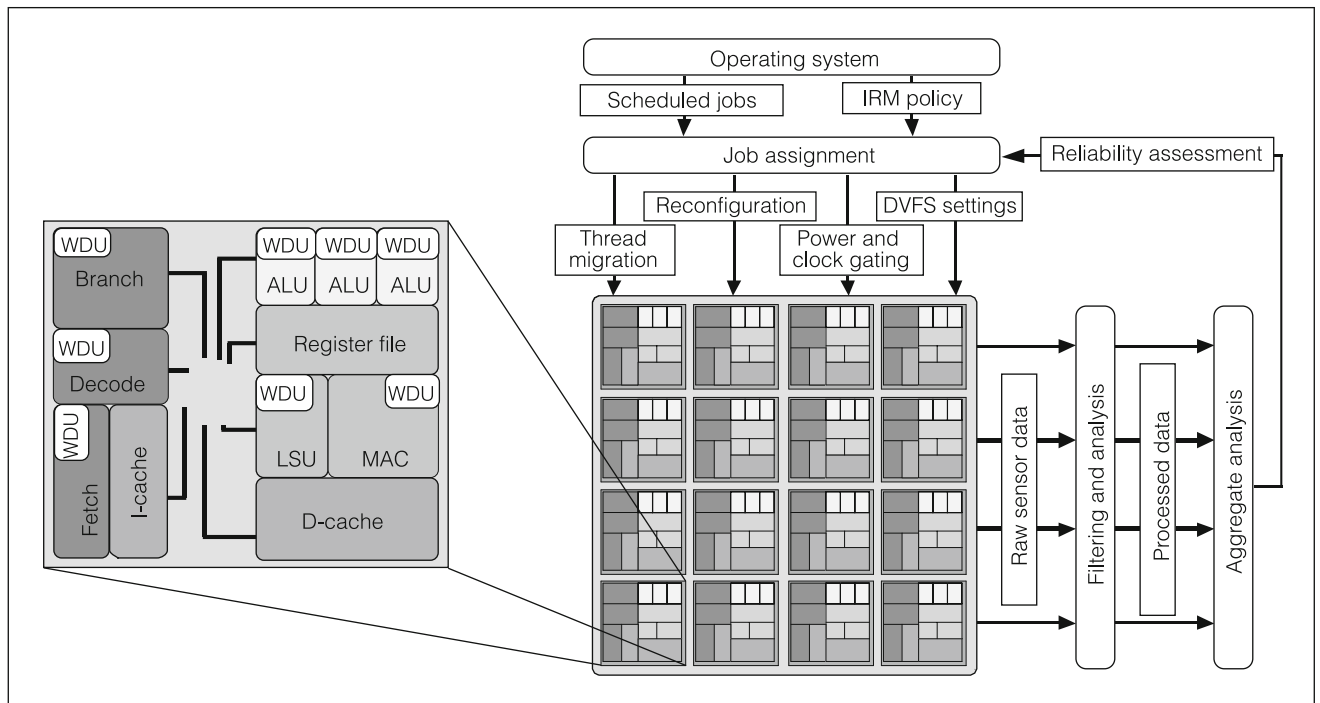 Operating system
Scheduled jobs
IRM policy
Job assignment
Reliability assessment
Reconfiguration
DVFS settings
Thread
migration
Power and
clock gating
WDU
Branch
WDU
WDU
WDU
ALU
ALU
ALU
WDU
Decode
Register file
WDU
Fetch
I-cache
WDU
WDU
LSU
MAC
D-cache
Raw sensor data
Filtering and analysis
Processed data
Aggregate analysis